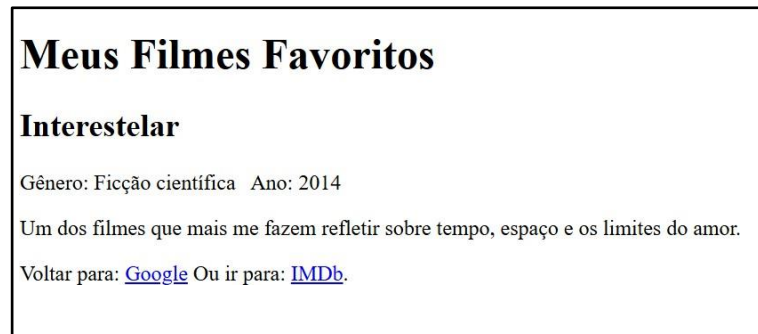 Meus Filmes Favoritos
Interestelar
Gênero: Ficção científica   Ano: 2014
Um dos filmes que mais me fazem refletir sobre tempo, espaço e os limites do amor.
Voltar para: Google Ou ir para: IMDb.